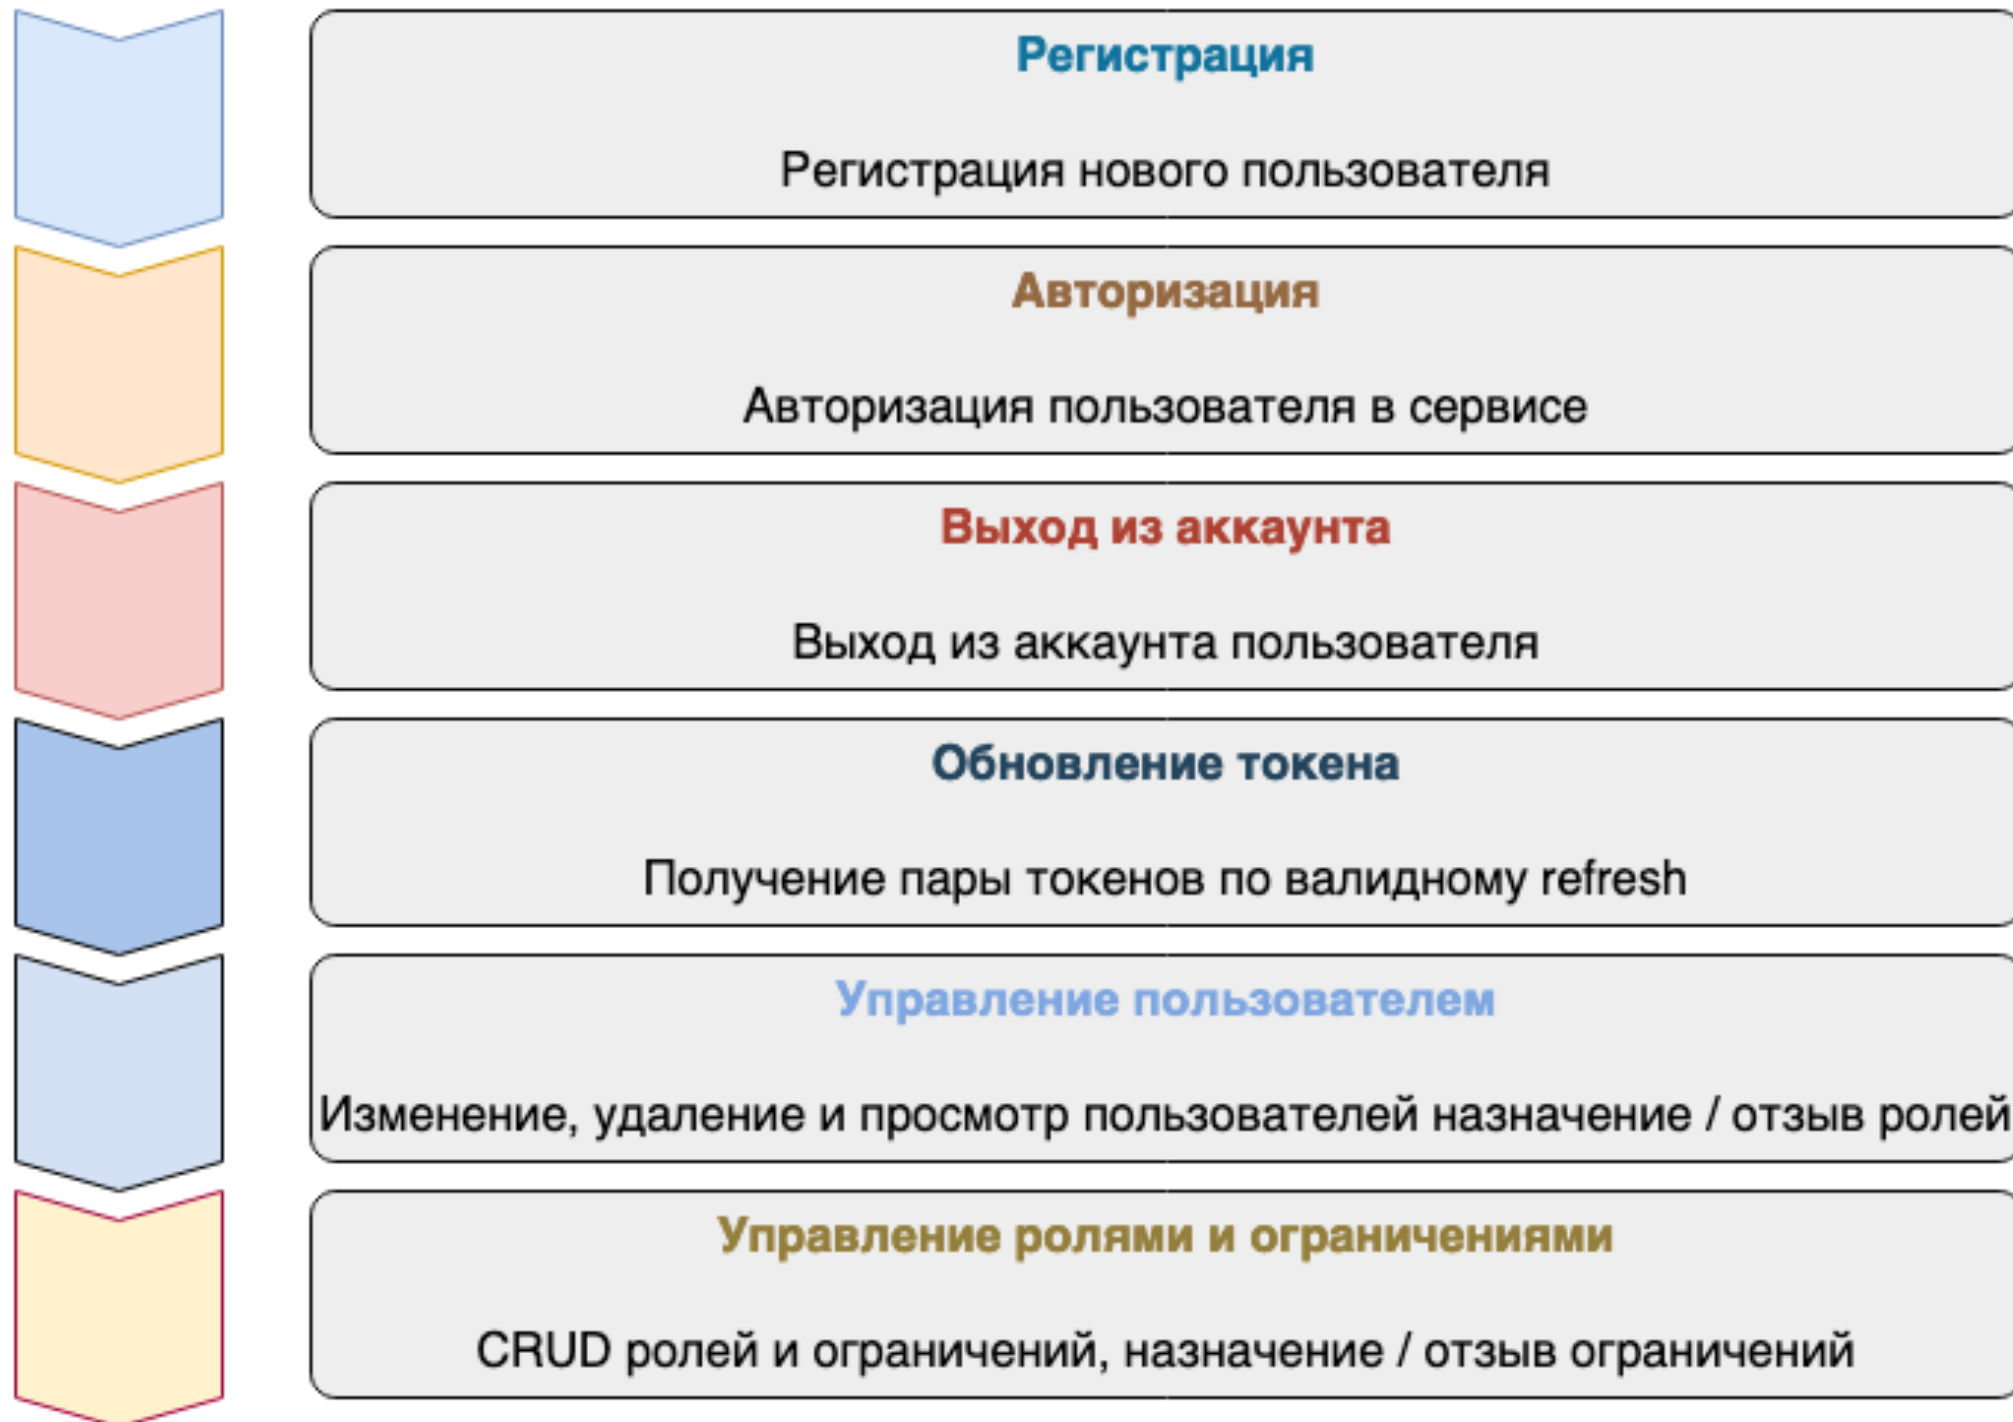 Регистрация
Регистрация нового пользователя
Авторизация
Авторизация пользователя в сервисе
Выход из аккаунта
Выход из аккаунта пользователя
Обновление токена
Получение пары токенов по валидному refresh
Управление пользователем
Изменение, удаление и просмотр пользователей назначение / отзыв ролей
Управление ролями и ограничениями
CRUD ролей и ограничений, назначение / отзыв ограничений